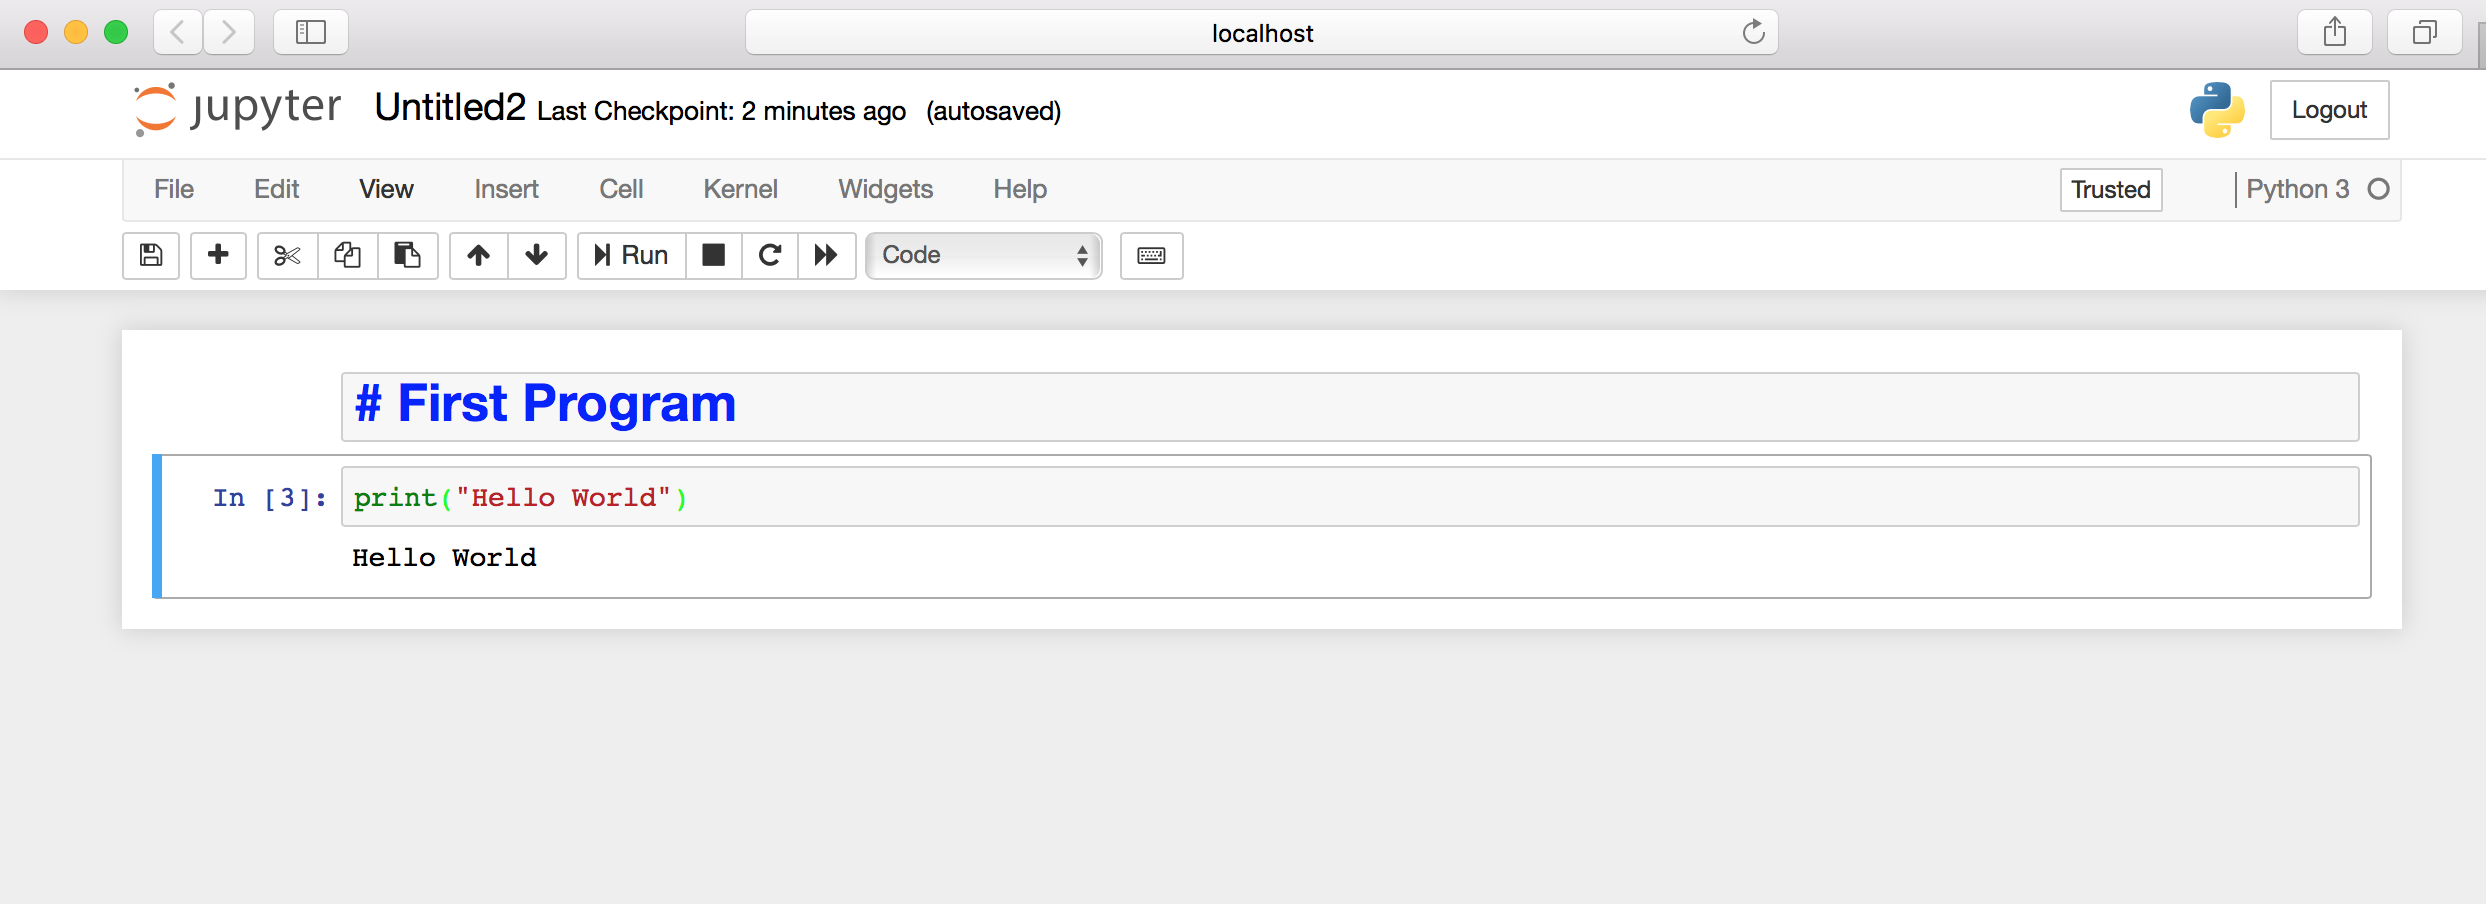 localhost
jupyter Untitled2 Last Checkpoint: 2 minutes ago (autosaved) Logout
File Edit View Insert Cell Kernel Widgets Help Trusted Python 3
Run Code
# First Program
In [3]: print("Hello World")
Hello World